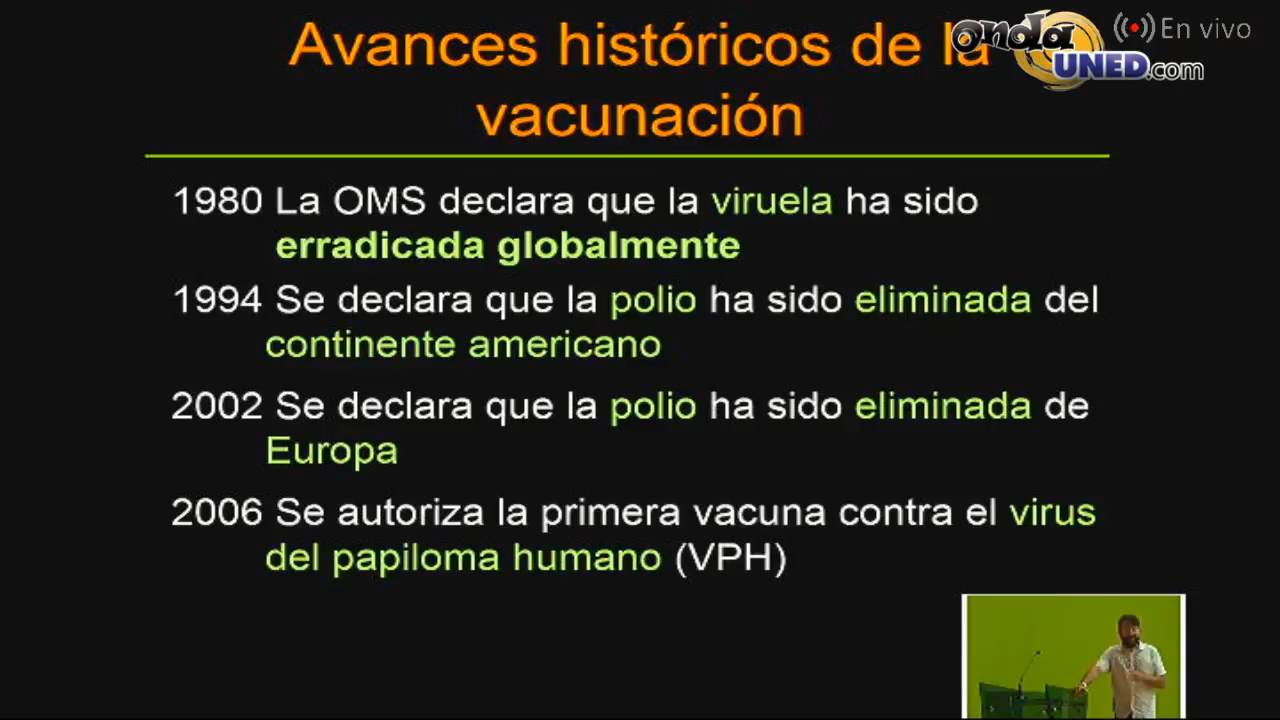 Avances históricos de la
vacunación
onda
UNED.com
En vivo
1980 La OMS declara que la viruela ha sido
erradicada globalmente
1994 Se declara que la polio ha sido eliminada del
continente americano
2002 Se declara que la polio ha sido eliminada de
Europa
2006 Se autoriza la primera vacuna contra el virus
del papiloma humano (VPH)